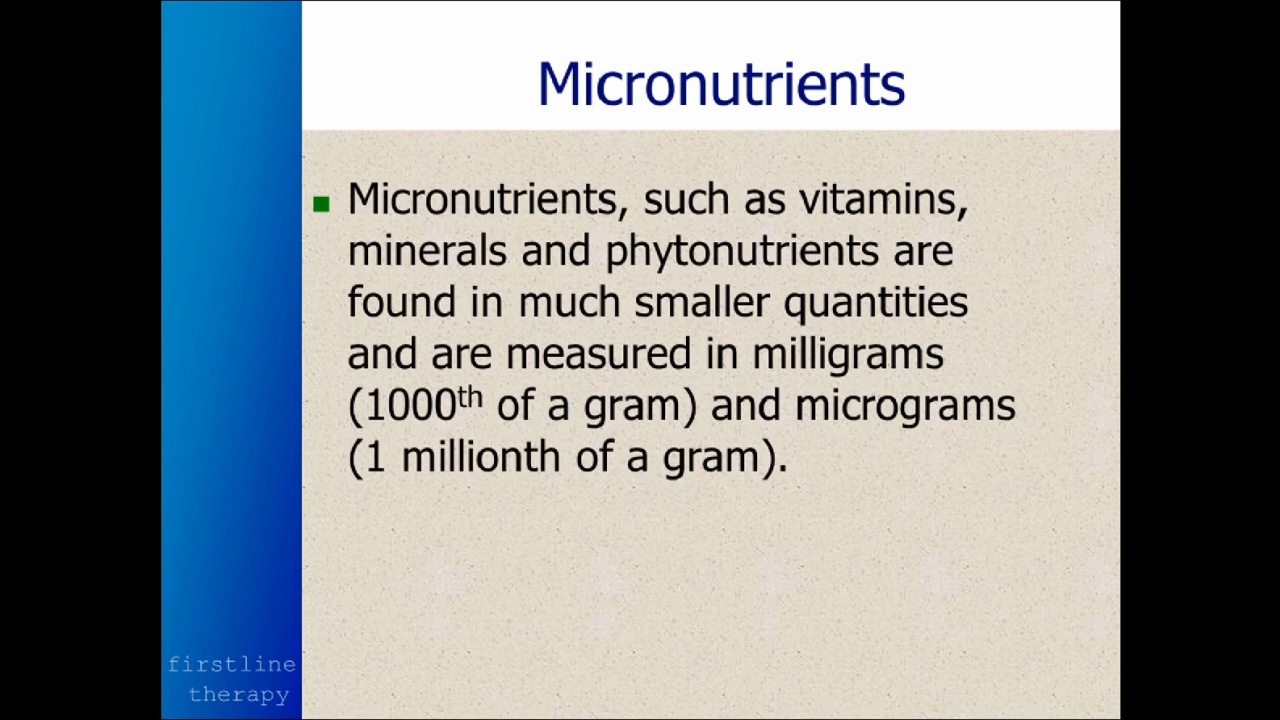 Micronutrients
Micronutrients, such as vitamins,
minerals and phytonutrients are
found in much smaller quantities
and are measured in milligrams
(1000th of a gram) and micrograms
(1 millionth of a gram).
firstline
therapy